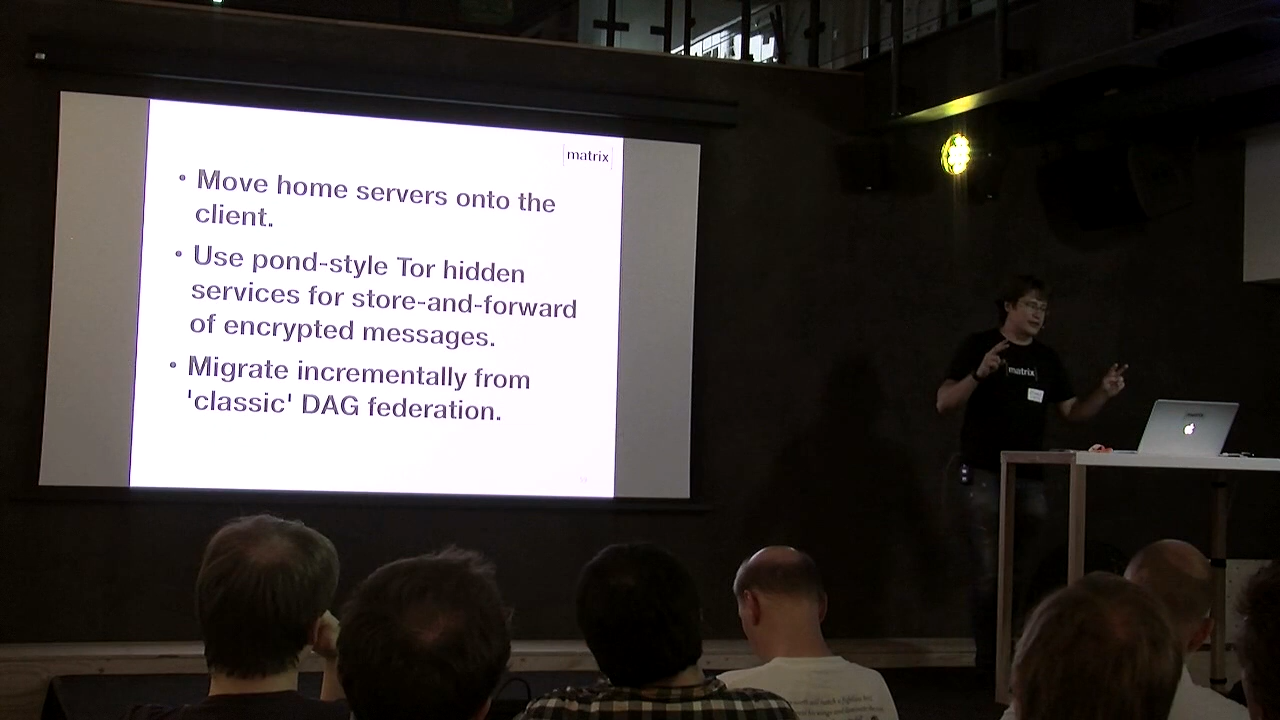 [matrix]
• Move home servers onto the
client.
• Use pond-style Tor hidden
services for store-and-forward
of encrypted messages.
• Migrate incrementally from
'classic' DAG federation.
[matrix]